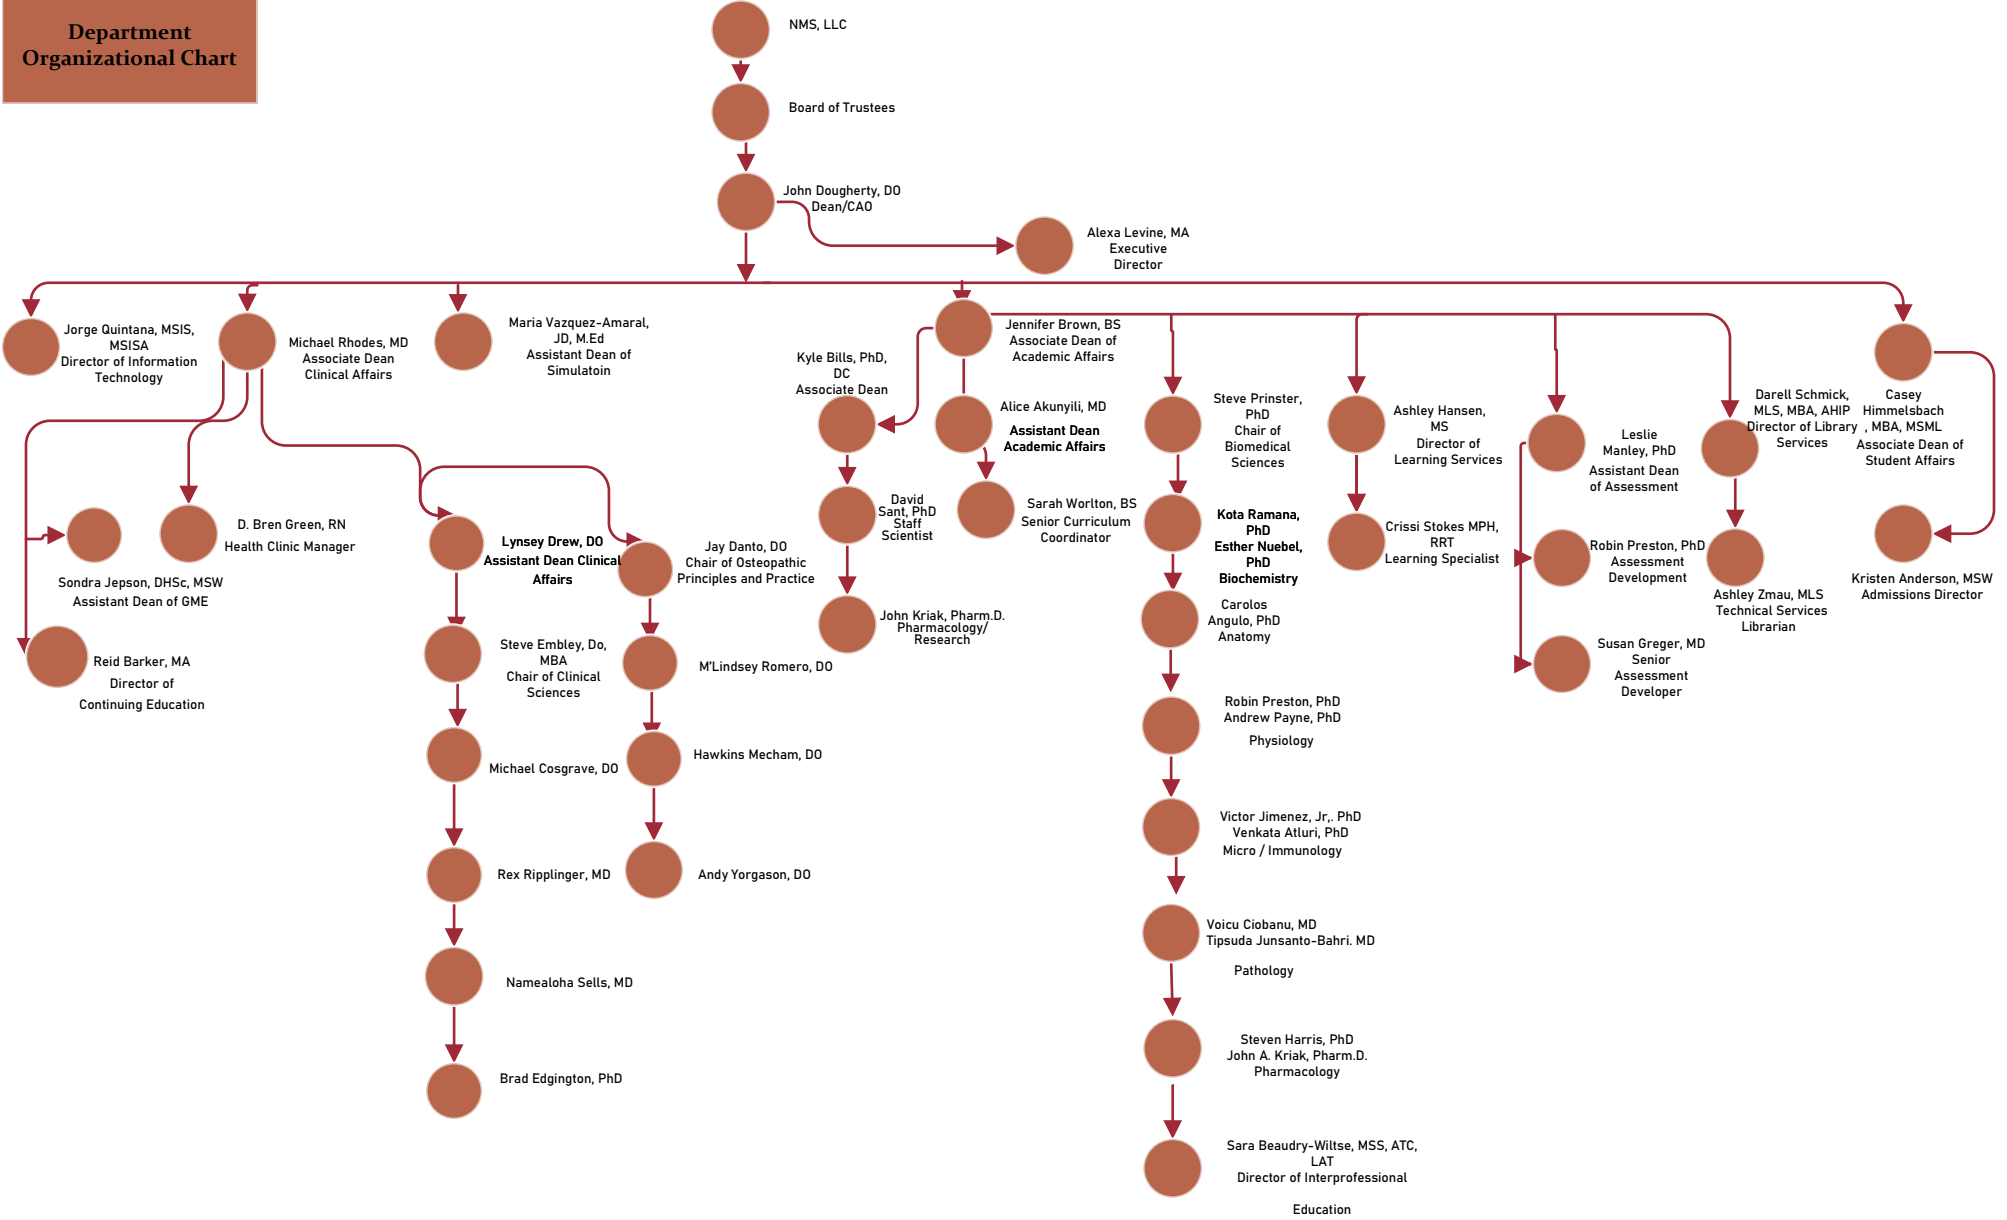 Department
Organizational Chart
NMS, LLC
Board of Trustees
John Dougherty, DO
Dean/CAO
Alexa Levine, MA
Executive
Director
Jorge Quintana, MSIS,
MSISA
Director of Information
Technology
Michael Rhodes, MD
Associate Dean
Clinical Affairs
Maria Vazquez-Amaral,
JD, M.Ed
Assistant Dean of
Simulatoin
Jennifer Brown, BS
Associate Dean of
Academic Affairs
Kyle Bills, PhD,
DC
Associate Dean
Alice Akunyili, MD
Assistant Dean
Academic Affairs
Steve Prinster,
PhD
Chair of
Biomedical
Sciences
Ashley Hansen,
MS
Director of
Learning Services
Leslie
Manley, PhD
Assistant Dean
of Assessment
Darell Schmick,
MLS, MBA, AHIP
Director of Library
Services
Casey
Himmelsbach
, MBA, MSML
Associate Dean of
Student Affairs
D. Bren Green, RN
Health Clinic Manager
Sondra Jepson, DHSc, MSW
Assistant Dean of GME
Reid Barker, MA
Director of
Continuing Education
Lynsey Drew, DO
Assistant Dean Clinical
Affairs
Jay Danto, DO
Chair of Osteopathic
Principles and Practice
David
Sant, PhD
Staff
Scientist
Sarah Worlton, BS
Senior Curriculum
Coordinator
Kota Ramana,
PhD
Esther Nuebel,
PhD
Biochemistry
Crissi Stokes MPH,
RRT
Learning Specialist
Robin Preston, PhD
Assessment
Development
Ashley Zmau, MLS
Technical Services
Librarian
Kristen Anderson, MSW
Admissions Director
Steve Embley, Do,
MBA
Chair of Clinical
Sciences
M'Lindsey Romero, DO
John Kriak, Pharm.D.
Pharmacology/
Research
Carolos
Angulo, PhD
Anatomy
Susan Greger, MD
Senior
Assessment
Developer
Michael Cosgrave, DO
Hawkins Mecham, DO
Robin Preston, PhD
Andrew Payne, PhD
Physiology
Rex Ripplinger, MD
Andy Yorgason, DO
Victor Jimenez, Jr,. PhD
Venkata Atluri, PhD
Micro / Immunology
Namealoha Sells, MD
Voicu Ciobanu, MD
Tipsuda Junsanto-Bahri. MD
Pathology
Brad Edgington, PhD
Steven Harris, PhD
John A. Kriak, Pharm.D.
Pharmacology
Sara Beaudry-Wiltse, MSS, ATC,
LAT
Director of Interprofessional
Education